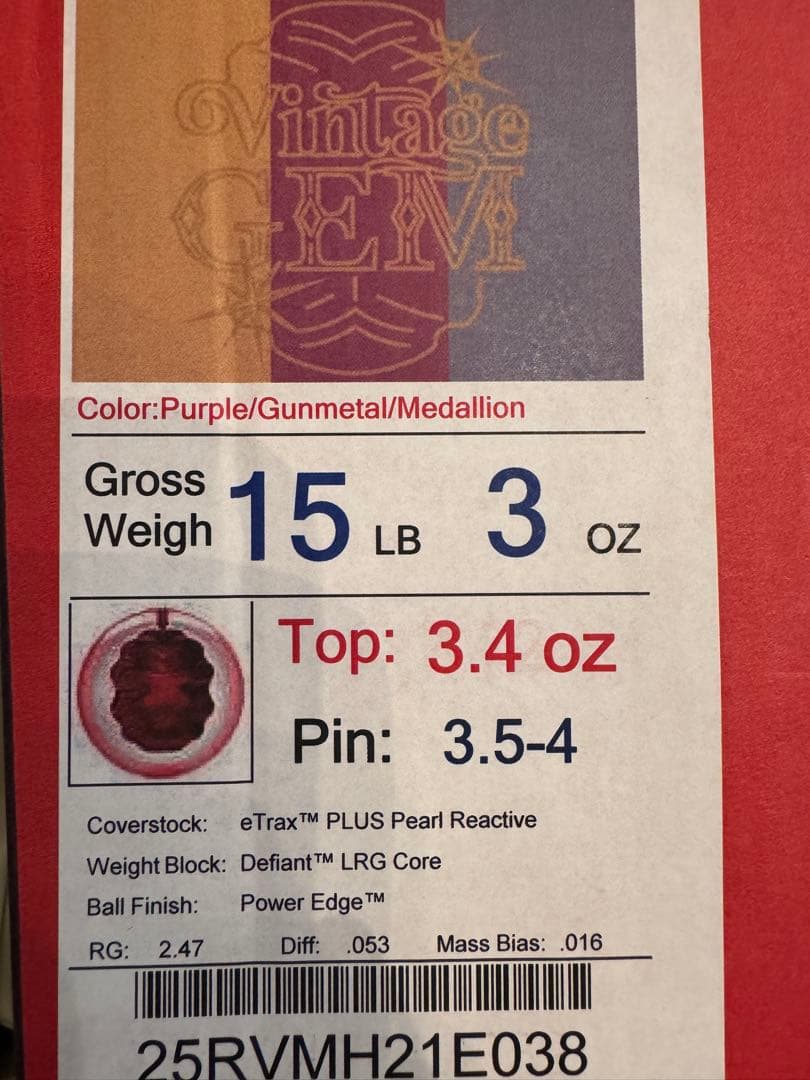 Vintage
GEM
Color:Purple/Gunmetal/Medallion
Gross
Weigh 15 LB 3 OZ
Top: 3.4 oz
Pin: 3.5-4
Coverstock: eTrax™ PLUS Pearl Reactive
Weight Block: Defiant™ LRG Core
Ball Finish: Power Edge™
RG: 2.47 Diff: .053 Mass Bias: .016
25RVMH21E038